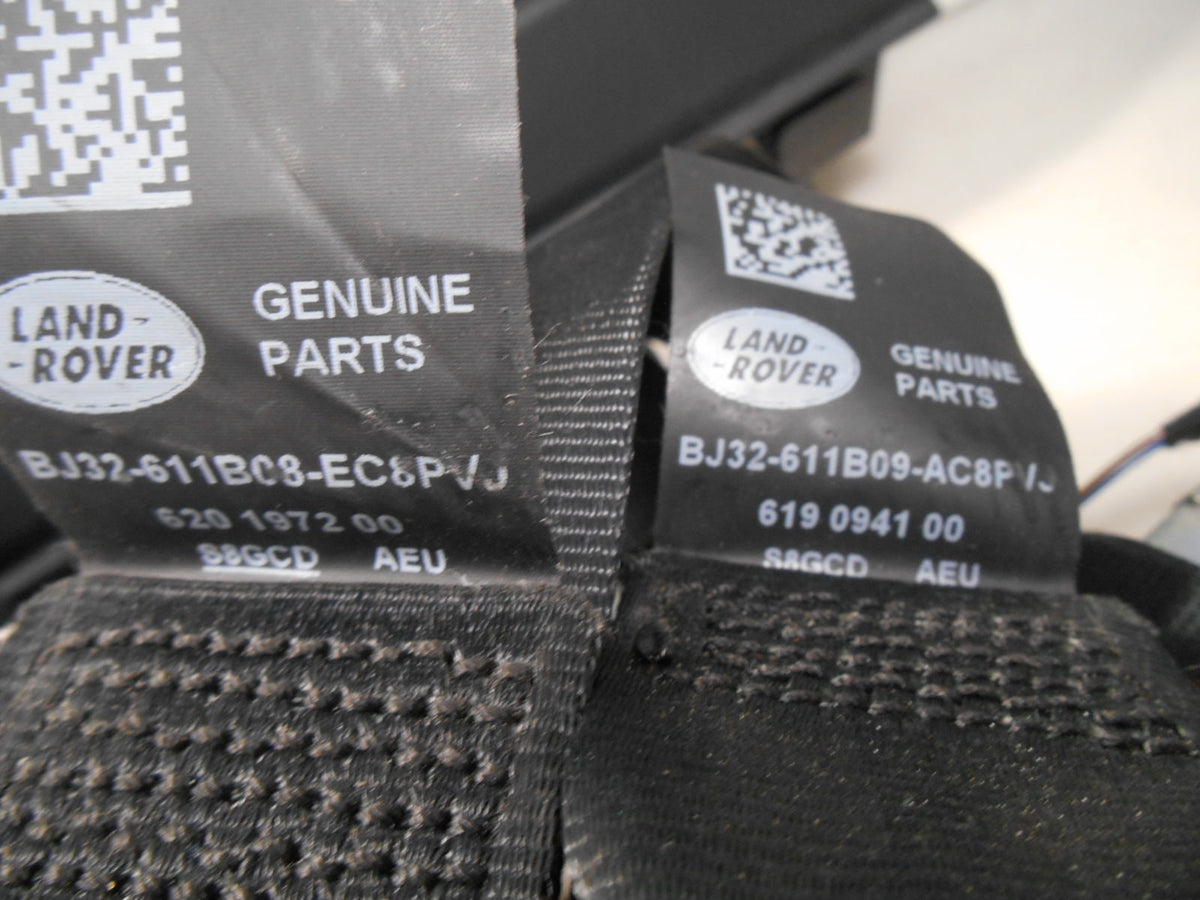 LAND-
-ROVER
GENUINE
PARTS
BJ32-611B08-EC8PVJ
620 1972 00
S8GCD AEU
LAND-
-ROVER
GENUINE
PARTS
BJ32-611B09-AC8PVJ
619 0941 00
S8GCD AEU